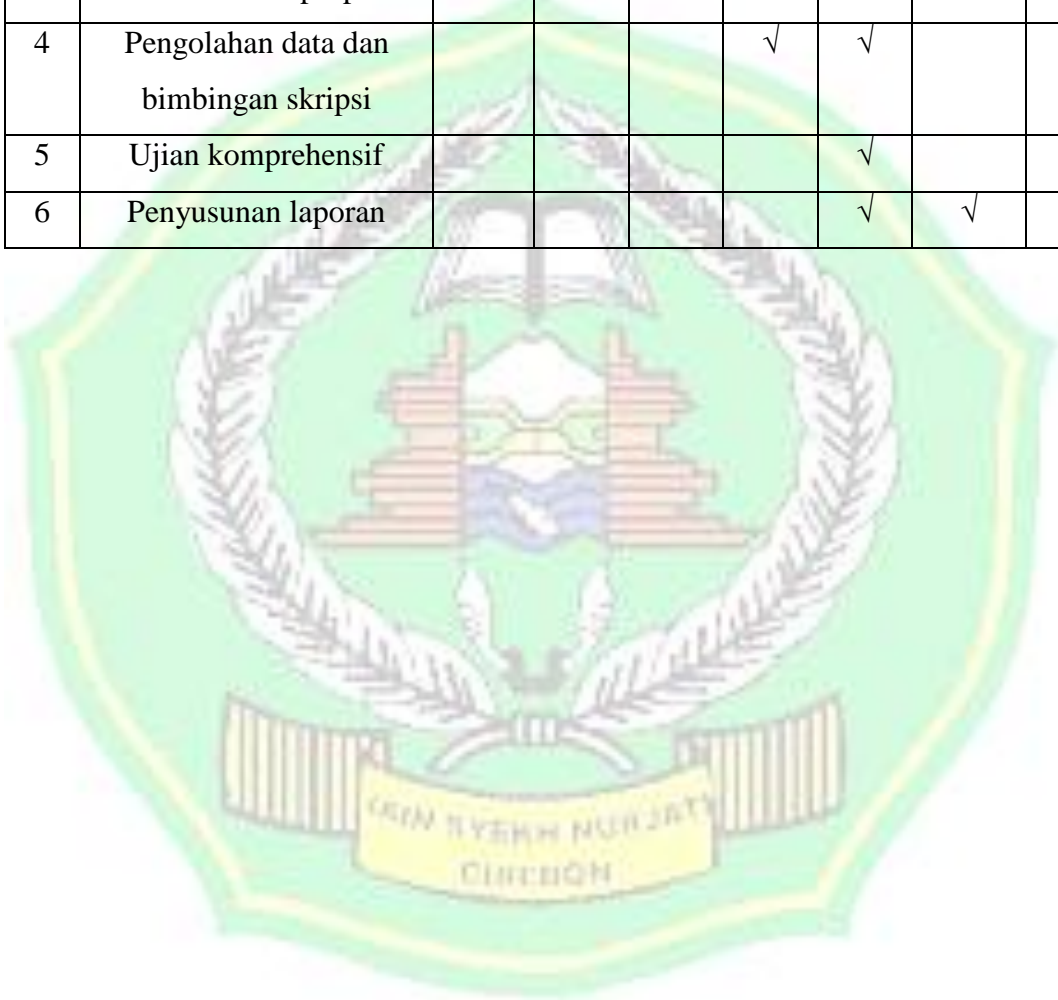 4 Pengolahan data dan √ √
bimbingan skripsi
5 Ujian komprehensif √
6 Penyusunan laporan √ √
IAIN SYEKH NURJATI
CIREBON